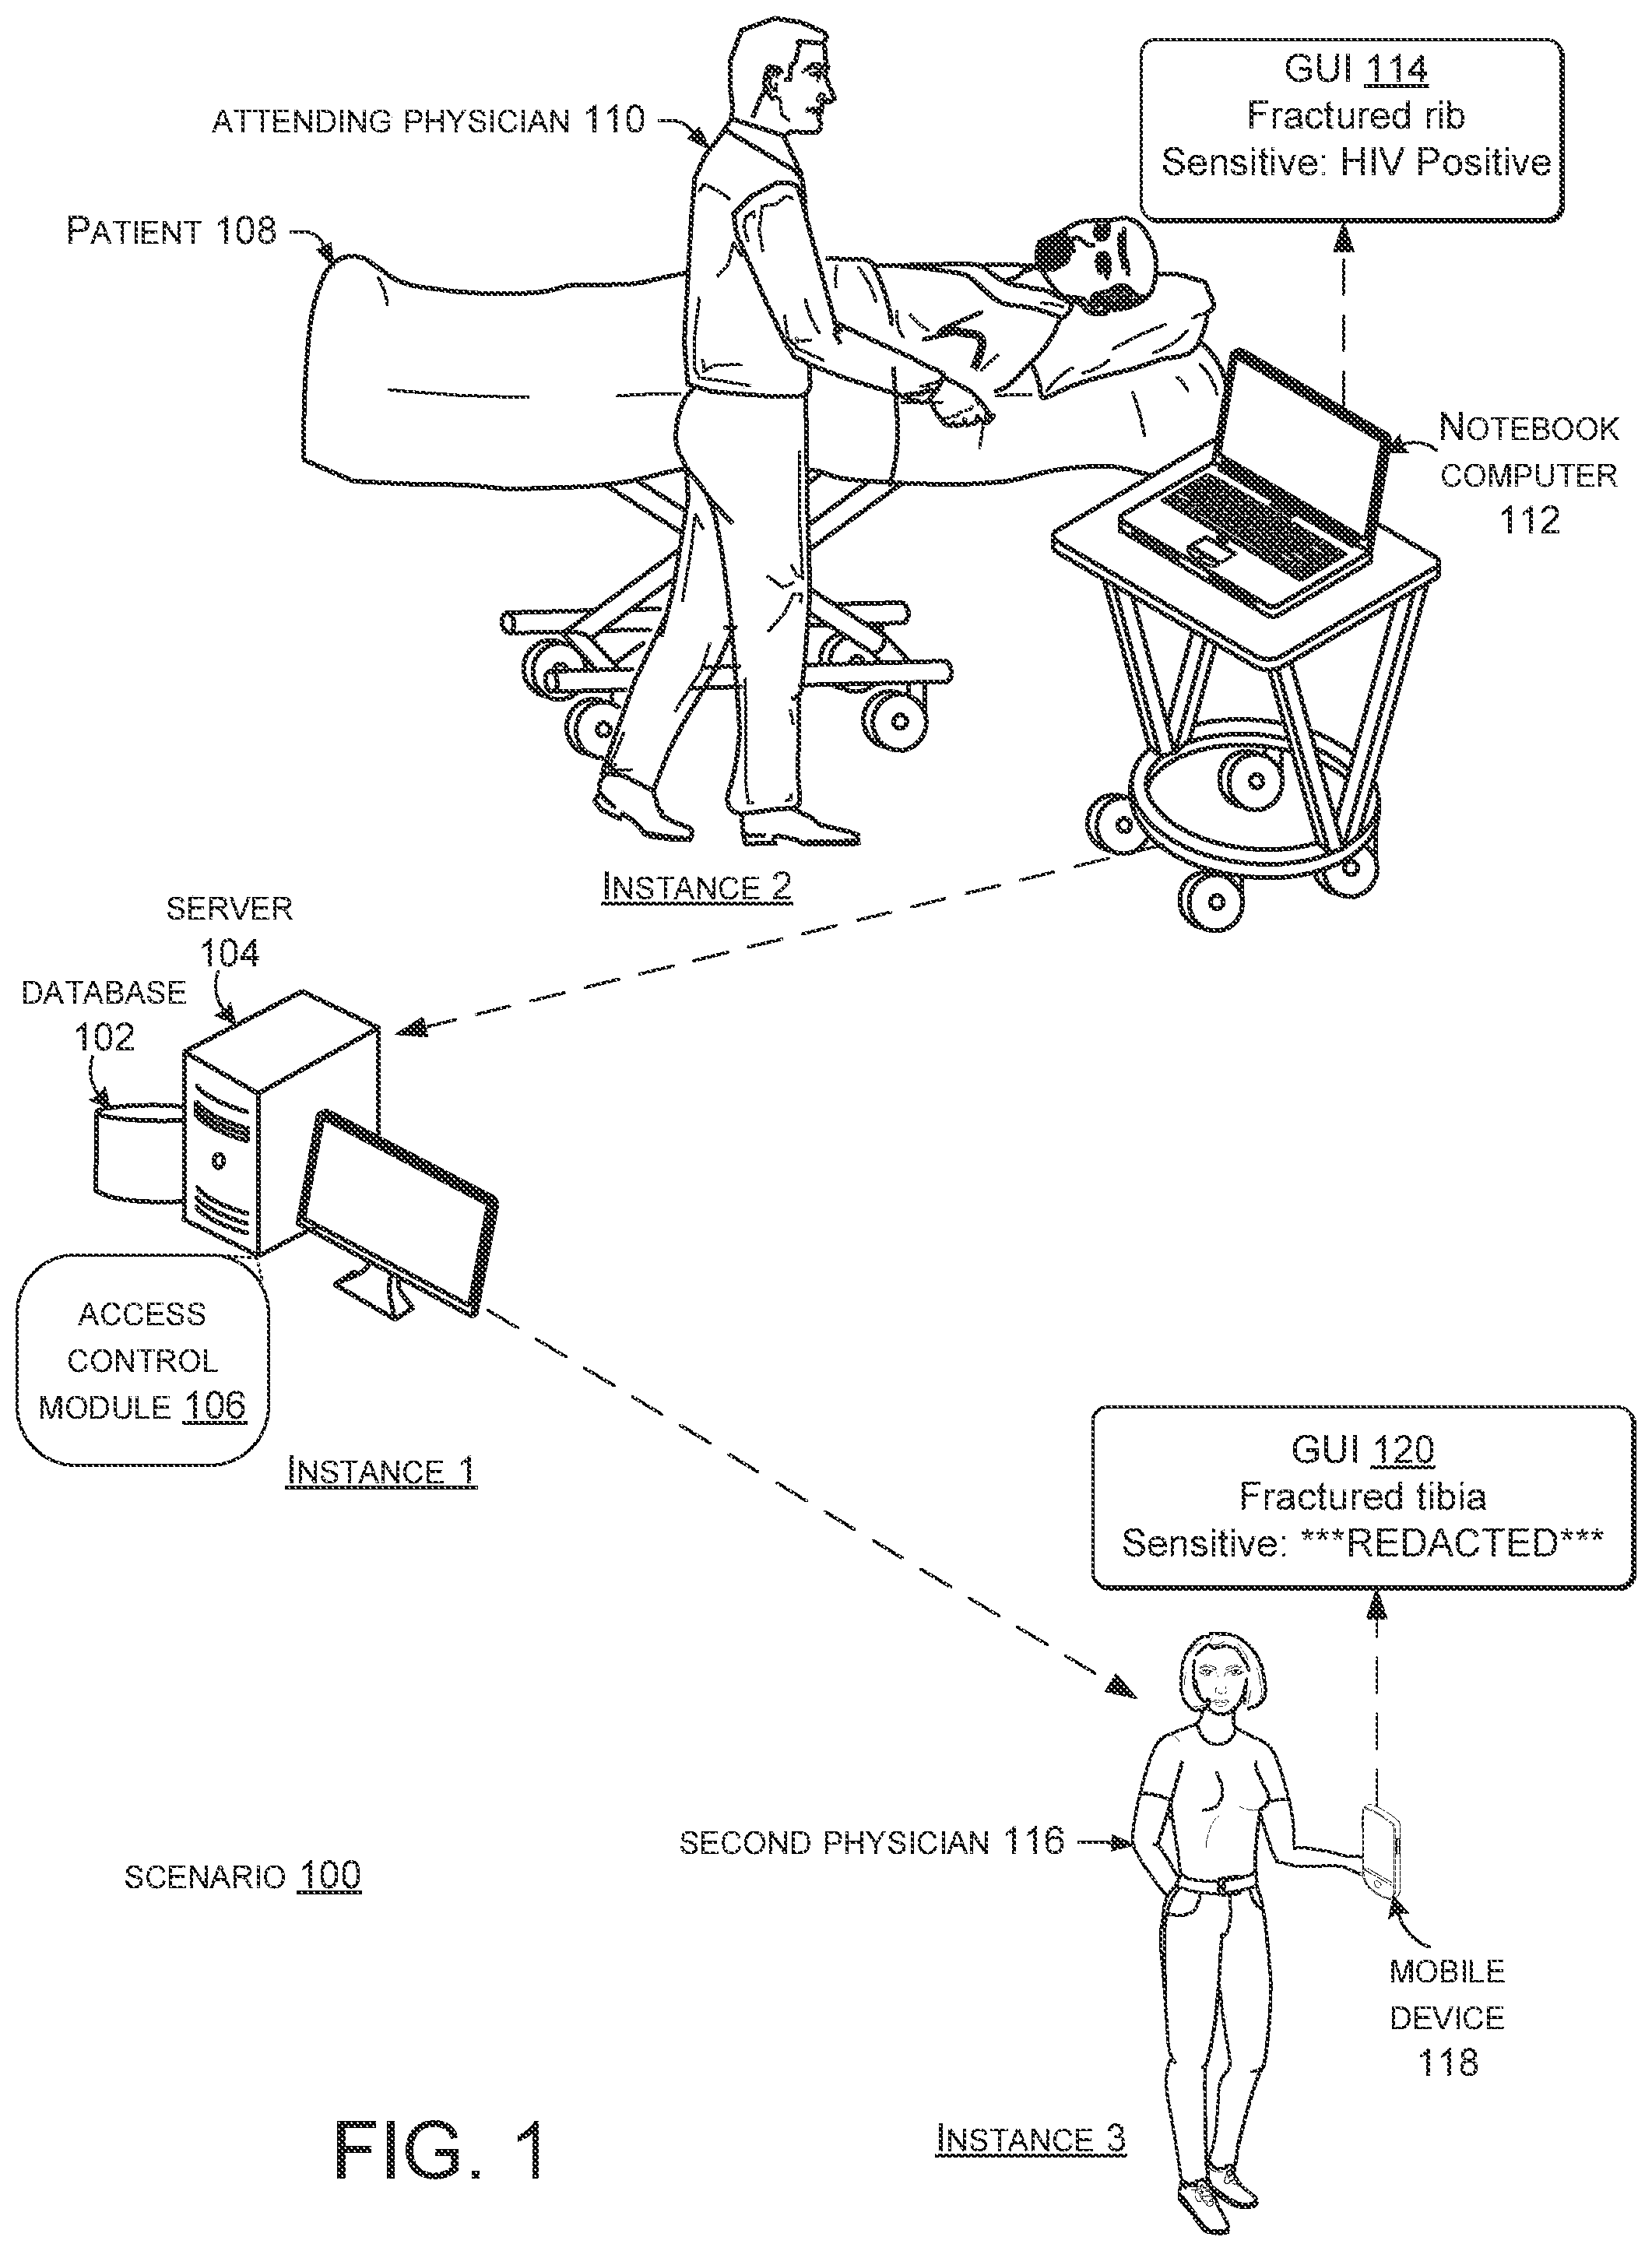 GUI 114
Fractured rib
Sensitive: HIV Positive
ATTENDING PHYSICIAN 110
PATIENT 108
NOTEBOOK
COMPUTER
112
INSTANCE 2
SERVER
104
DATABASE
102
ACCESS
CONTROL
MODULE 106
INSTANCE 1
GUI 120
Fractured tibia
Sensitive: ***REDACTED***
SECOND PHYSICIAN 116
SCENARIO 100
MOBILE
DEVICE
118
INSTANCE 3
FIG. 1